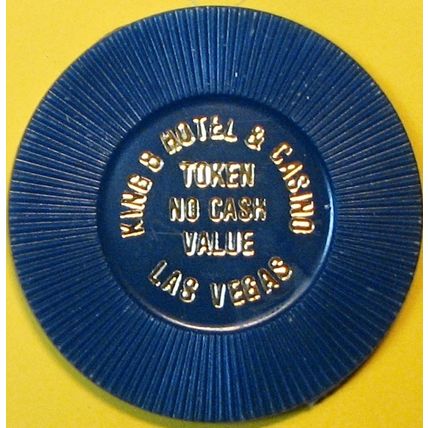 KING 8 HOTEL & CASINO
TOKEN
NO CASH
VALUE
LAS VEGAS